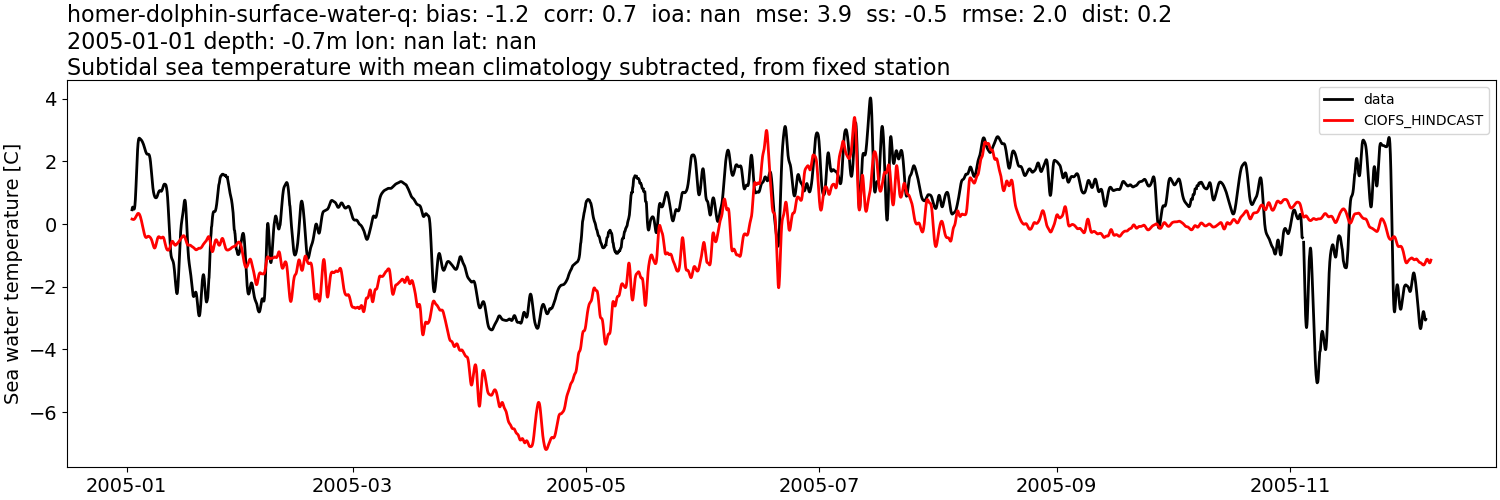 homer-dolphin-surface-water-q: bias: -1.2  corr: 0.7  ioa: nan  mse: 3.9  ss: -0.5  rmse: 2.0  dist: 0.2
2005-01-01 depth: -0.7m lon: nan lat: nan
Subtidal sea temperature with mean climatology subtracted, from fixed station
Sea water temperature [C]
4
2
0
−2
−4
−6
data
CIOFS_HINDCAST
2005-01
2005-03
2005-05
2005-07
2005-09
2005-11